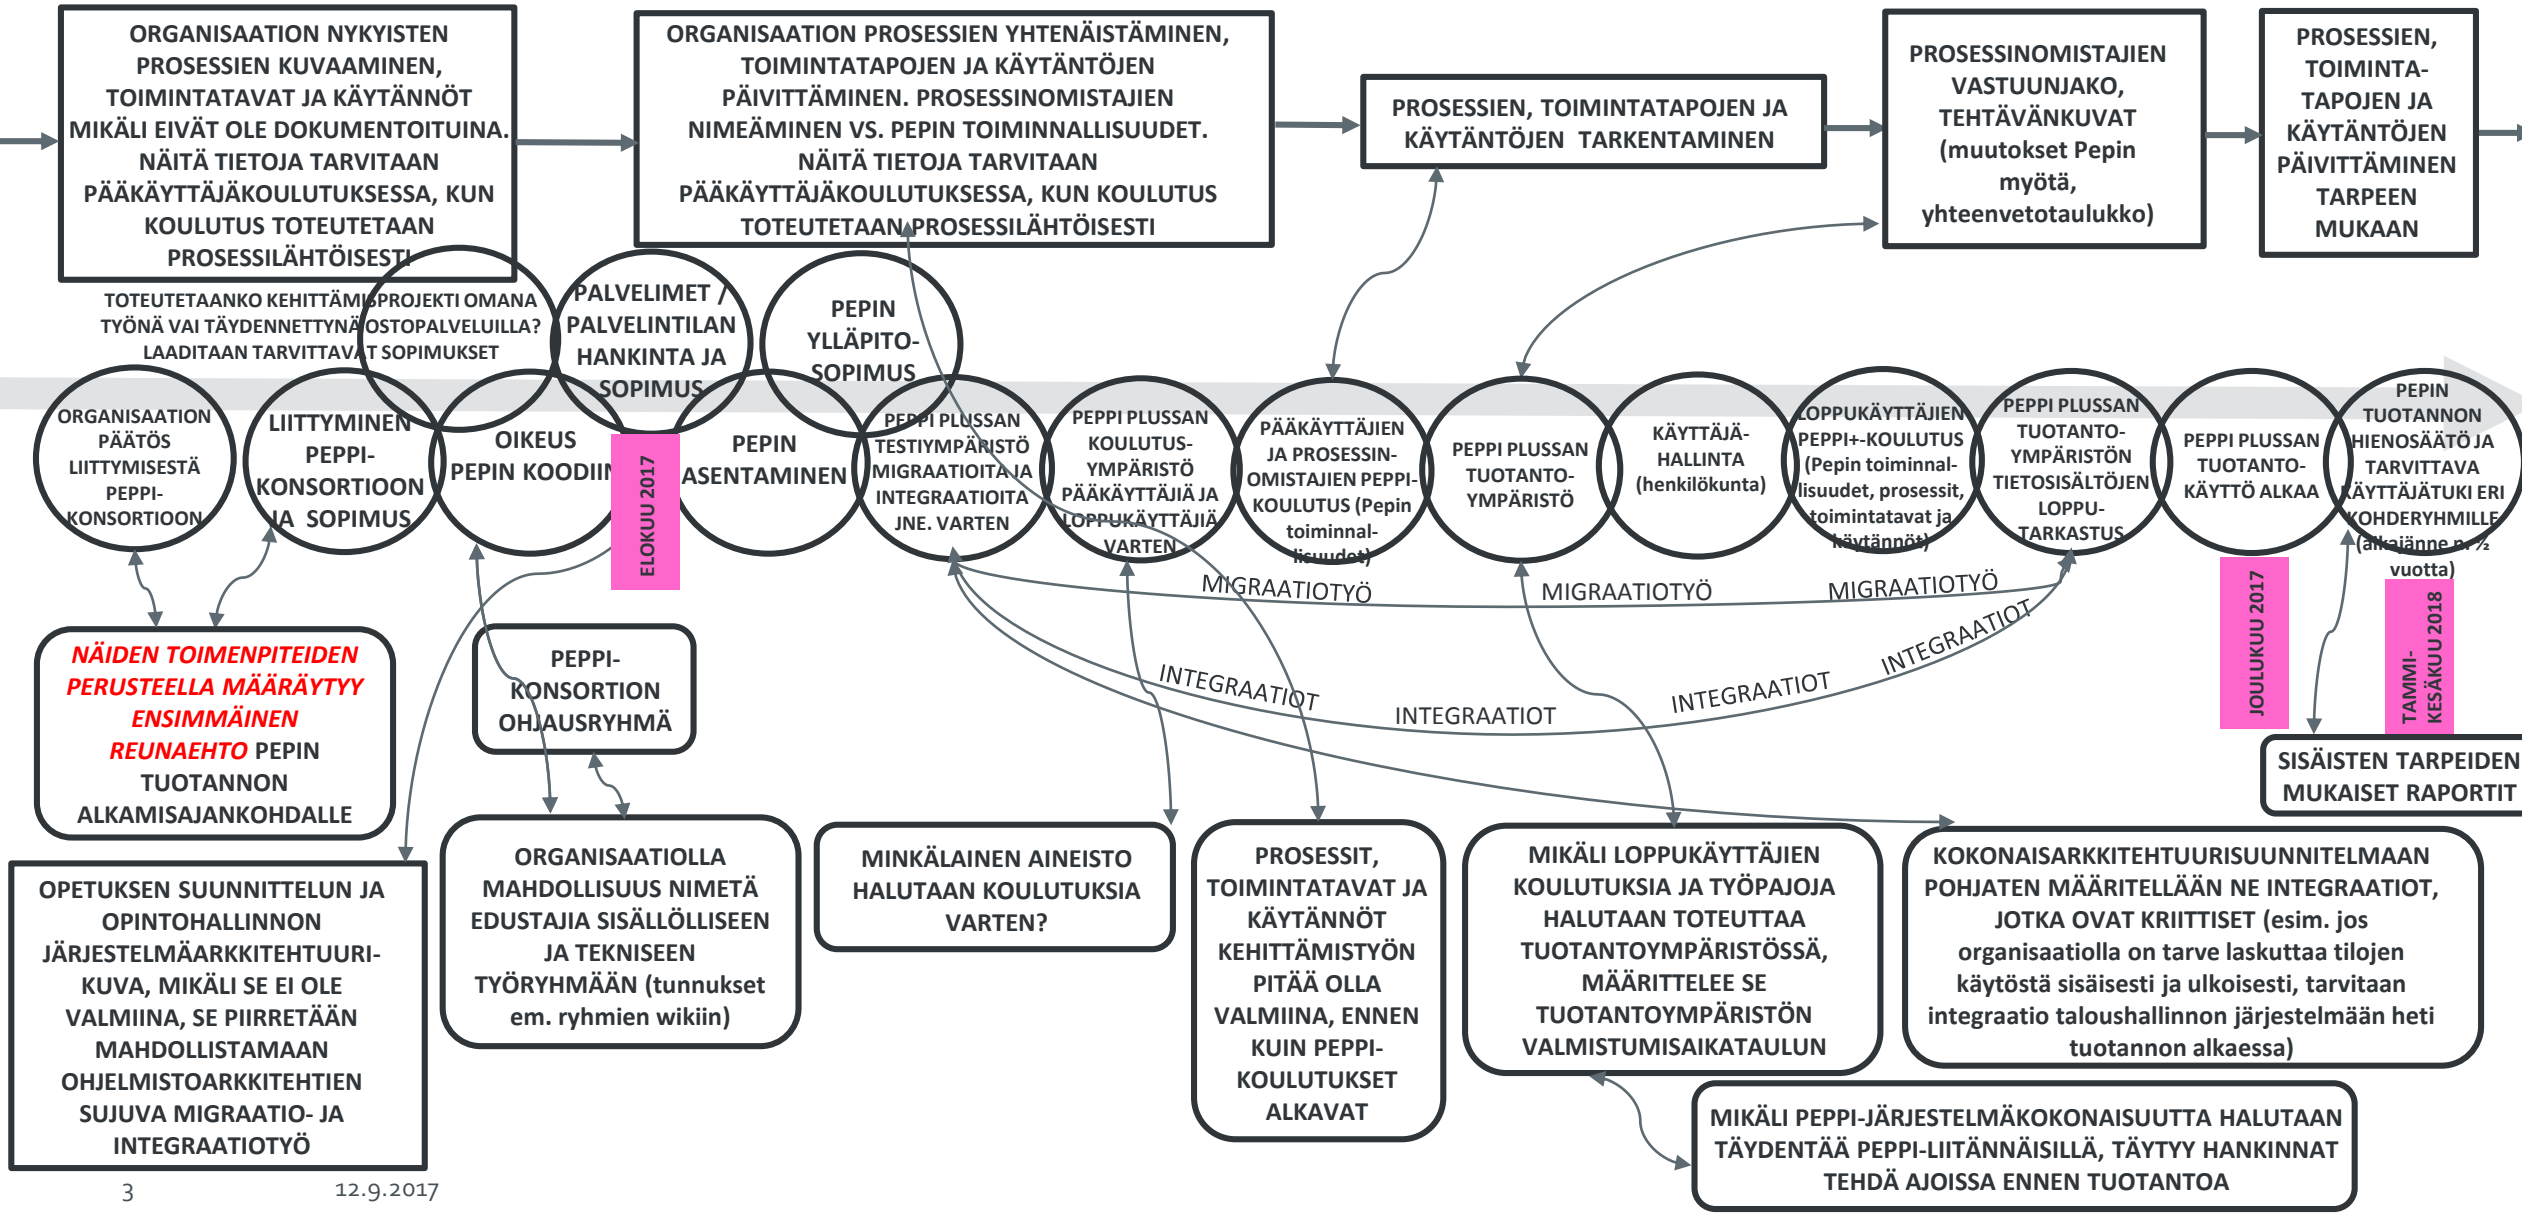 ORGANISAATION NYKYISTEN
PROSESSIEN KUVAAMINEN,
TOIMINTATAVAT JA KÄYTÄNNÖT
MIKÄLI EIVÄT OLE DOKUMENTOITUINA.
NÄITÄ TIETOJA TARVITAAN
PÄÄKÄYTTÄJÄKOULUTUKSESSA, KUN
KOULUTUS TOTEUTETAAN
PROSESSILÄHTÖISESTI
ORGANISAATION PROSESSIEN YHTENÄISTÄMINEN,
TOIMINTATAPOJEN JA KÄYTÄNTÖJEN
PÄIVITTÄMINEN. PROSESSINOMISTAJIEN
NIMEÄMINEN VS. PEPIN TOIMINNALLISUUDET.
NÄITÄ TIETOJA TARVITAAN
PÄÄKÄYTTÄJÄKOULUTUKSESSA, KUN KOULUTUS
TOTEUTETAAN PROSESSILÄHTÖISESTI
PROSESSIEN, TOIMINTATAPOJEN JA
KÄYTÄNTÖJEN TARKENTAMINEN
PROSESSINOMISTAJIEN
VASTUUNJAKO,
TEHTÄVÄNKUVAT
(muutokset Pepin
myötä,
yhteenvetotaulukko)
PROSESSIEN,
TOIMINTA-
TAPOJEN JA
KÄYTÄNTÖJEN
PÄIVITTÄMINEN
TARPEEN
MUKAAN
TOTEUTETAANKO KEHITTÄMISPROJEKTI OMANA
TYÖNÄ VAI TÄYDENNETTYNÄ OSTOPALVELUILLA?
LAADITAAN TARVITTAVAT SOPIMUKSET
PALVELIMET /
PALVELINTILAN
HANKINTA JA
SOPIMUS
PEPIN
YLLÄPITO-
SOPIMUS
ORGANISAATION
PÄÄTÖS
LIITTYMISESTÄ
PEPPI-
KONSORTIOON
LIITTYMINEN
PEPPI-
KONSORTIOON
JA SOPIMUS
OIKEUS
PEPIN KOODIIN
ELOKUU 2017
PEPIN
ASENTAMINEN
PEPPI PLUSSAN
TESTIYMPÄRISTÖ
MIGRAATIOITA JA
INTEGRAATIOITA
JNE. VARTEN
PEPPI PLUSSAN
KOULUTUS-
YMPÄRISTÖ
PÄÄKÄYTTÄJIÄ JA
LOPPUKÄYTTÄJIÄ
VARTEN
PÄÄKÄYTTÄJIEN
JA PROSESSIN-
OMISTAJIEN PEPPI-
KOULUTUS (Pepin
toiminnal-
lisuudet)
PEPPI PLUSSAN
TUOTANTO-
YMPÄRISTÖ
KÄYTTÄJÄ-
HALLINTA
(henkilökunta)
LOPPUKÄYTTÄJIEN
PEPPI+-KOULUTUS
(Pepin toiminnal-
lisuudet, prosessit,
toimintatavat ja
käytännöt)
PEPPI PLUSSAN
TUOTANTO-
YMPÄRISTÖN
TIETOSISÄLTÖJEN
LOPPU-
TARKASTUS
PEPPI PLUSSAN
TUOTANTO-
KÄYTTÖ ALKAA
PEPIN
TUOTANNON
HIENOSÄÄTÖ JA
TARVITTAVA
KÄYTTÄJÄTUKI ERI
KOHDERYHMILLE
(aikajänne n. ½
vuotta)
MIGRAATIOTYÖ
MIGRAATIOTYÖ
MIGRAATIOTYÖ
INTEGRAATIOT
INTEGRAATIOT
INTEGRAATIOT
INTEGRAATIOT
JOULUKUU 2017
TAMMI-
KESÄKUU 2018
NÄIDEN TOIMENPITEIDEN
PERUSTEELLA MÄÄRÄYTYY
ENSIMMÄINEN
REUNAEHTO PEPIN
TUOTANNON
ALKAMISAJANKOHDALLE
PEPPI-
KONSORTION
OHJAUSRYHMÄ
SISÄISTEN TARPEIDEN
MUKAISET RAPORTIT
OPETUKSEN SUUNNITTELUN JA
OPINTOHALLINNON
JÄRJESTELMÄARKKITEHTUURI-
KUVA, MIKÄLI SE EI OLE
VALMIINA, SE PIIRRETÄÄN
MAHDOLLISTAMAAN
OHJELMISTOARKKITEHTIEN
SUJUVA MIGRAATIO- JA
INTEGRAATIOTYÖ
ORGANISAATIOLLA
MAHDOLLISUUS NIMETÄ
EDUSTAJIA SISÄLLÖLLISEEN
JA TEKNISEEN
TYÖRYHMÄÄN (tunnukset
em. ryhmien wikiin)
MINKÄLAINEN AINEISTO
HALUTAAN KOULUTUKSIA
VARTEN?
PROSESSIT,
TOIMINTATAVAT JA
KÄYTÄNNÖT
KEHITTÄMISTYÖN
PITÄÄ OLLA
VALMIINA, ENNEN
KUIN PEPPI-
KOULUTUKSET
ALKAVAT
MIKÄLI LOPPUKÄYTTÄJIEN
KOULUTUKSIA JA TYÖPAJOJA
HALUTAAN TOTEUTTAA
TUOTANTOYMPÄRISTÖSSÄ,
MÄÄRITTELEE SE
TUOTANTOYMPÄRISTÖN
VALMISTUMISAIKATAULUN
KOKONAISARKKITEHTUURISUUNNITELMAAN
POHJATEN MÄÄRITELLÄÄN NE INTEGRAATIOT,
JOTKA OVAT KRIITTISET (esim. jos
organisaatiolla on tarve laskuttaa tilojen
käytöstä sisäisesti ja ulkoisesti, tarvitaan
integraatio taloushallinnon järjestelmään heti
tuotannon alkaessa)
MIKÄLI PEPPI-JÄRJESTELMÄKOKONAISUUTTA HALUTAAN
TÄYDENTÄÄ PEPPI-LIITÄNNÄISILLÄ, TÄYTYY HANKINNAT
TEHDÄ AJOISSA ENNEN TUOTANTOA
3
12.9.2017